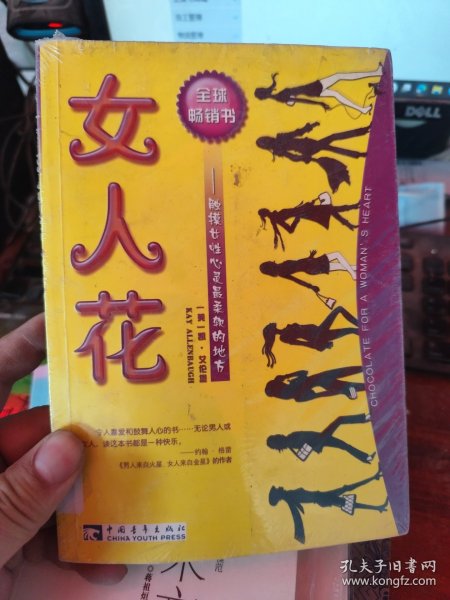 女人花
全球
畅销书
——触摸女性心灵最柔软的地方
[美]凯·艾伦堡
KAY ALLENBAUGH
CHOCOLATE FOR A WOMAN'S HEART
令人喜爱和鼓舞人心的书……无论男人或
女人，读这本书都是一种快乐。
——约翰·格雷
《男人来自火星，女人来自金星》的作者
中国青年出版社
CHINA YOUTH PRESS
DELL
蒋祖烜
孔夫子旧书网
www.kongfz.com